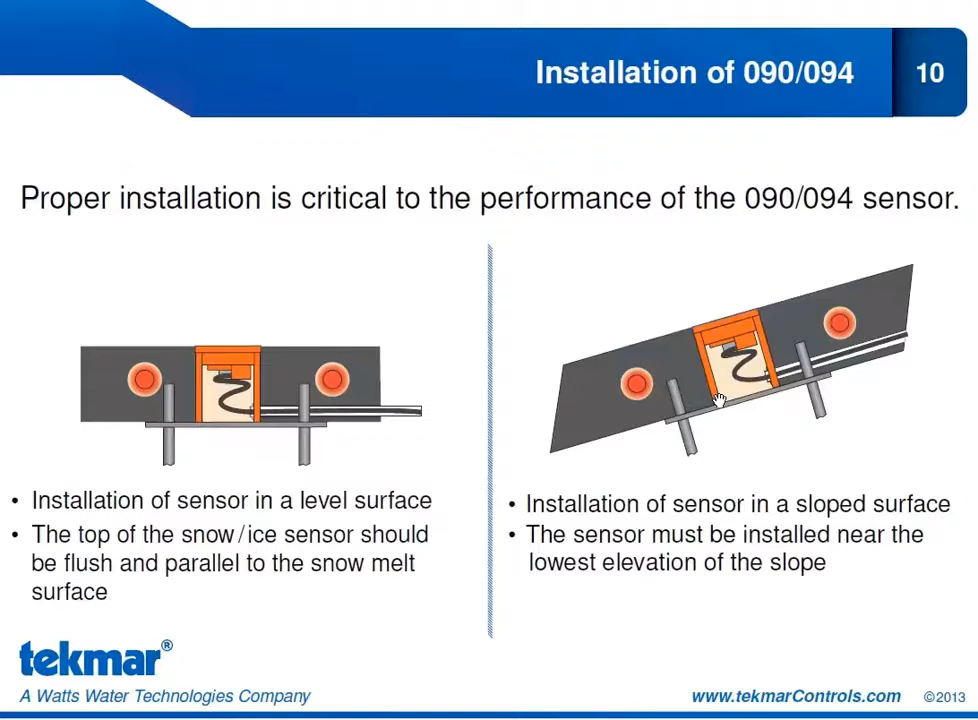 Installation of 090/094
10
Proper installation is critical to the performance of the 090/094 sensor.
• Installation of sensor in a level surface
• The top of the snow/ice sensor should
be flush and parallel to the snow melt
surface
• Installation of sensor in a sloped surface
• The sensor must be installed near the
lowest elevation of the slope
tekmar®
A Watts Water Technologies Company
www.tekmarControls.com
©2013